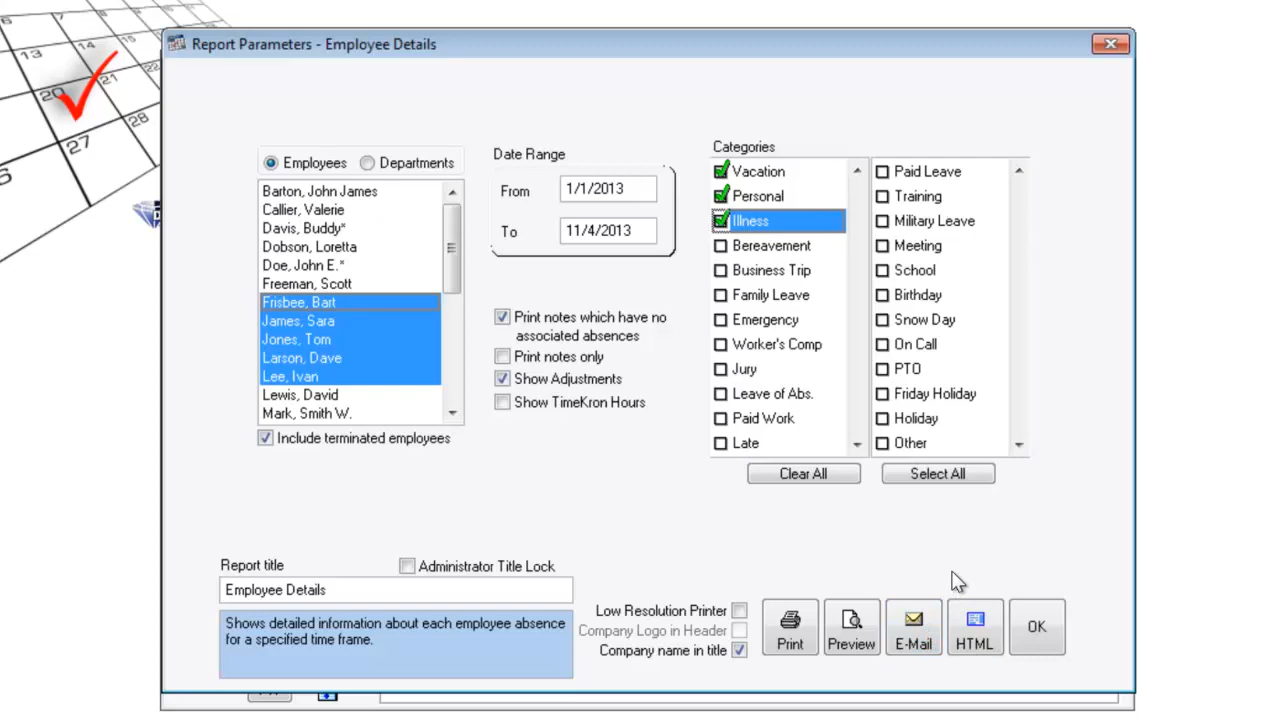 6
7
13
14
15
20
21
22
27
28
5
Report Parameters - Employee Details
Employees
Departments
Barton, John James
Callier, Valerie
Davis, Buddy*
Dobson, Loretta
Doe, John E.*
Freeman, Scott
Frisbee, Bart
James, Sara
Jones, Tom
Larson, Dave
Lee, Ivan
Lewis, David
Mark, Smith W.
Include terminated employees
Date Range
From 1/1/2013
To 11/4/2013
Print notes which have no
associated absences
Print notes only
Show Adjustments
Show TimeKron Hours
Categories
Vacation
Personal
Illness
Bereavement
Business Trip
Family Leave
Emergency
Worker's Comp
Jury
Leave of Abs.
Paid Work
Late
Paid Leave
Training
Military Leave
Meeting
School
Birthday
Snow Day
On Call
PTO
Friday Holiday
Holiday
Other
Clear All
Select All
Report title
Administrator Title Lock
Employee Details
Shows detailed information about each employee absence
for a specified time frame.
Low Resolution Printer
Company Logo in Header
Company name in title
Print
Preview
E-Mail
HTML
OK